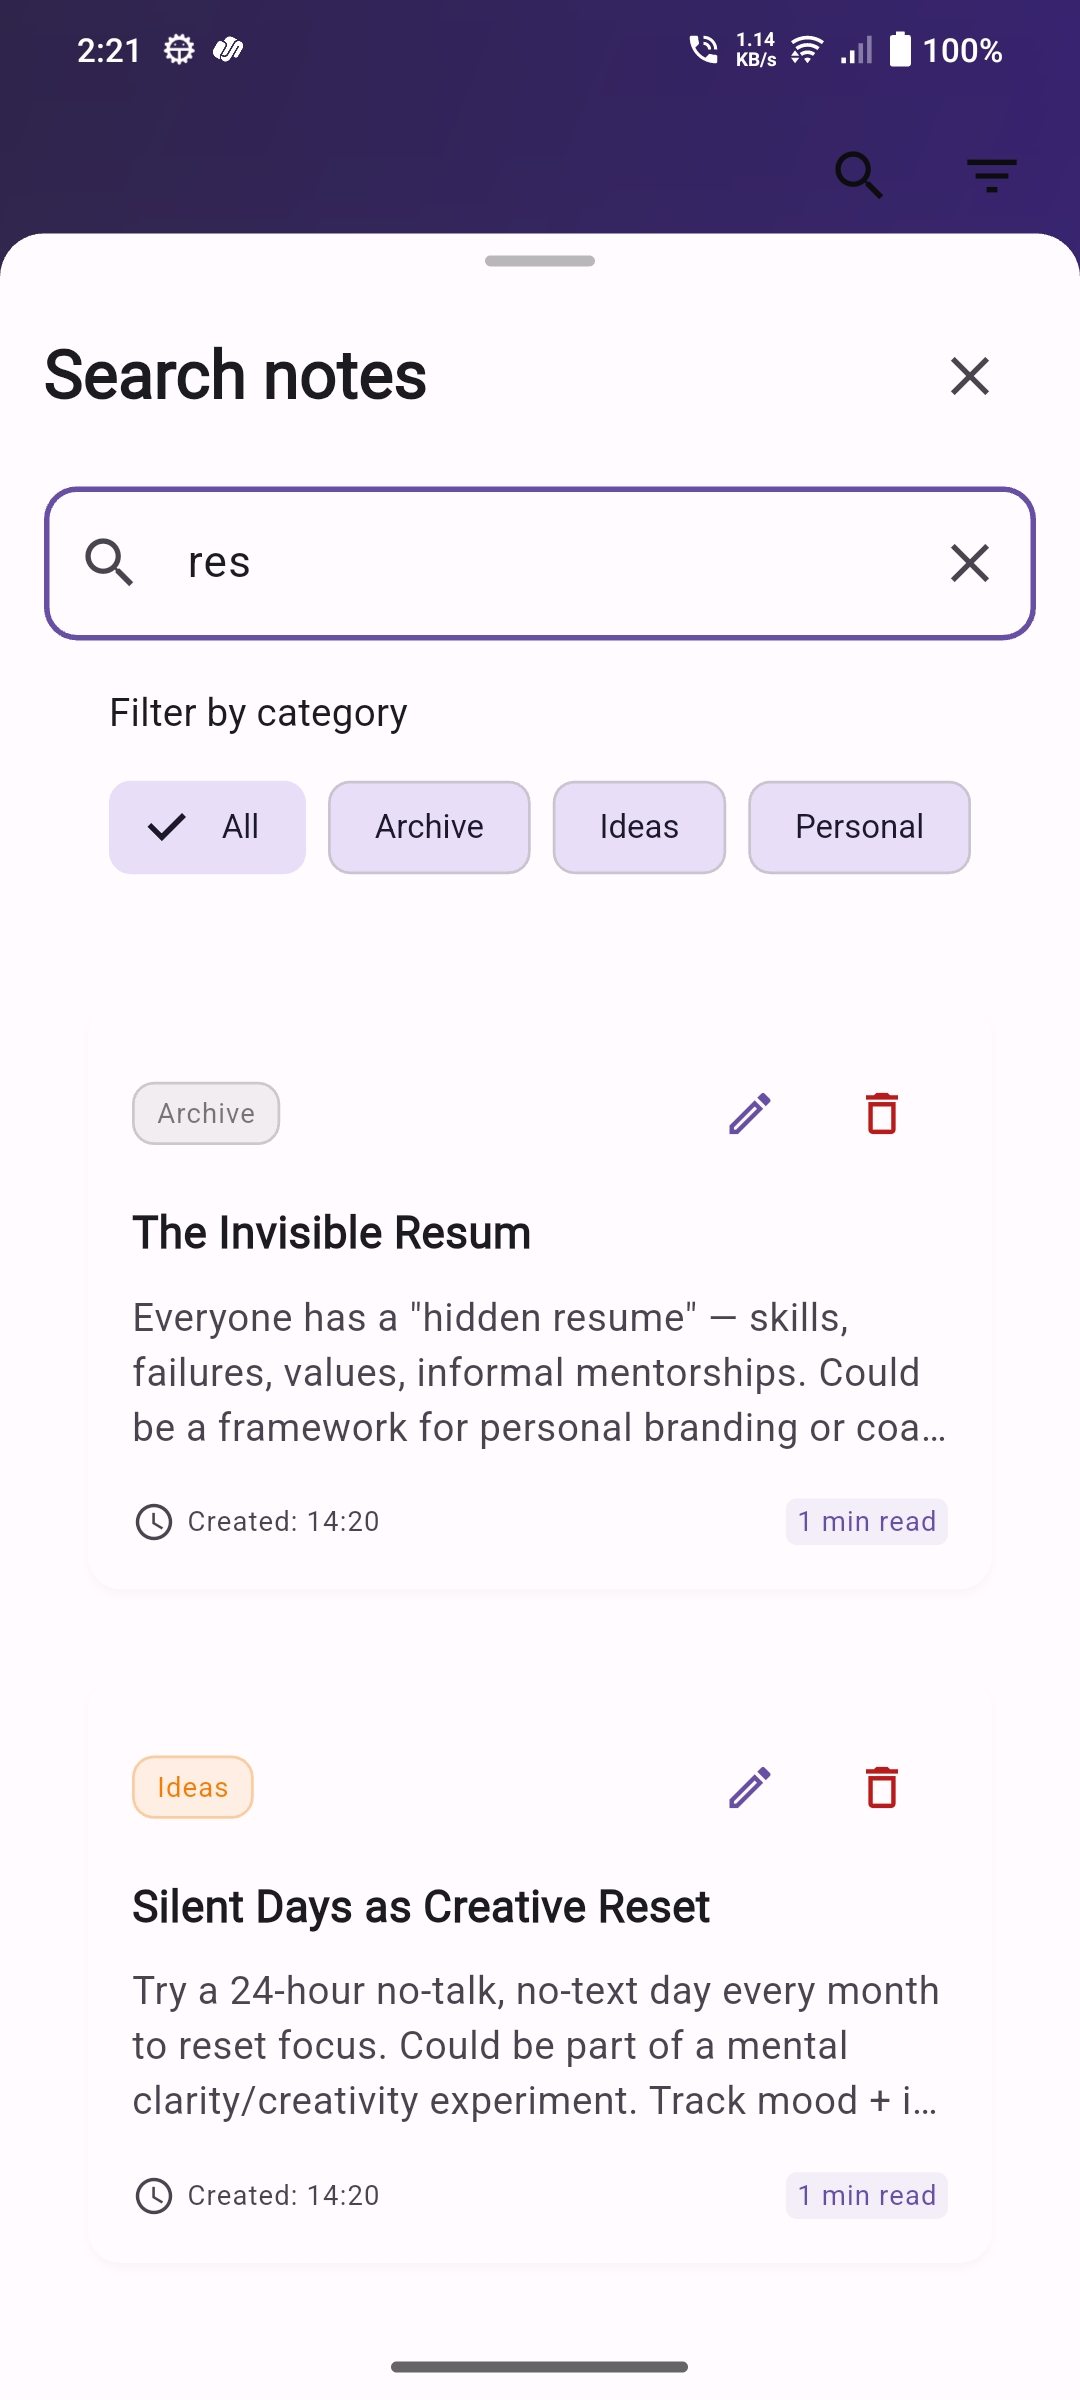 2:21
1.14
KB/s
100%
Search notes
res
Filter by category
All
Archive
Ideas
Personal
Archive
The Invisible Resum
Everyone has a "hidden resume" — skills,
failures, values, informal mentorships. Could
be a framework for personal branding or coa…
Created: 14:20
1 min read
Ideas
Silent Days as Creative Reset
Try a 24-hour no-talk, no-text day every month
to reset focus. Could be part of a mental
clarity/creativity experiment. Track mood + i…
Created: 14:20
1 min read